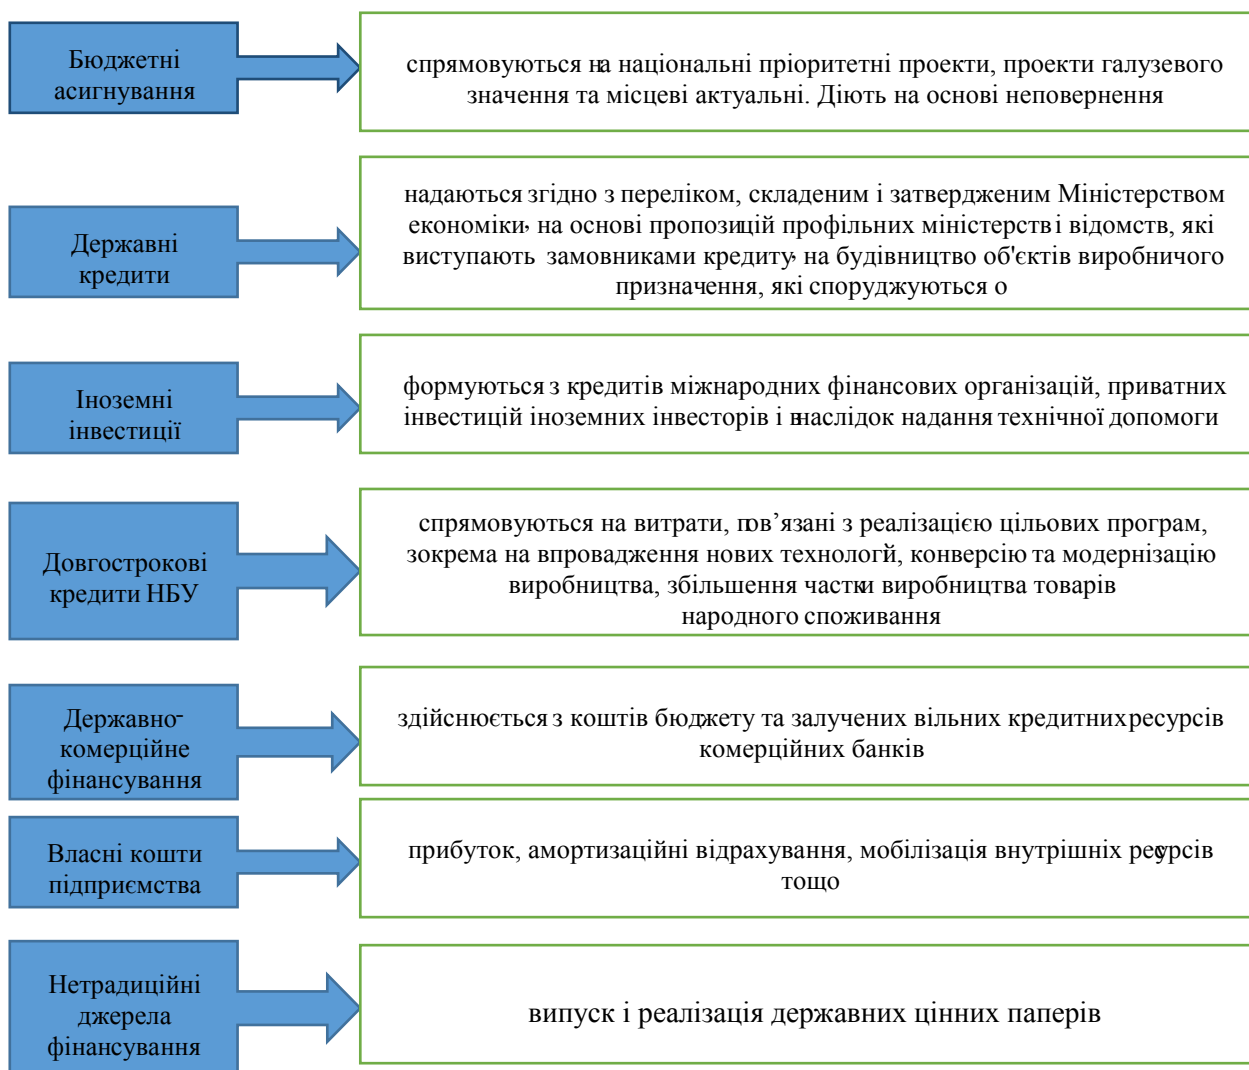 Бюджетні
асигнування
спрямовуються на національні пріоритетні проекти, проекти галузевого
значення та місцеві актуальні. Діють на основі неповернення
Державні
кредити
надаються згідно з переліком, складеним і затвердженим Міністерством
економіки, на основі пропозицій профільних міністерств і відомств, які
виступають замовниками кредиту, на будівництво об'єктів виробничого
призначення, які споруджуються о
Іноземні
інвестиції
формуються з кредитів міжнародних фінансових організацій, приватних
інвестицій іноземних інвесторів і внаслідок надання технічної допомоги
Довгострокові
кредити НБУ
спрямовуються на витрати, пов’язані з реалізацією цільових програм,
зокрема на впровадження нових технологій, конверсію та модернізацію
виробництва, збільшення частки виробництва товарів
народного споживання
Державно-
комерційне
фінансування
здійснюється з коштів бюджету та залучених вільних кредитних ресурсів
комерційних банків
Власні кошти
підприємства
прибуток, амортизаційні відрахування, мобілізація внутрішніх ресурсів
тощо
Нетрадиційні
джерела
фінансування
випуск і реалізація державних цінних паперів